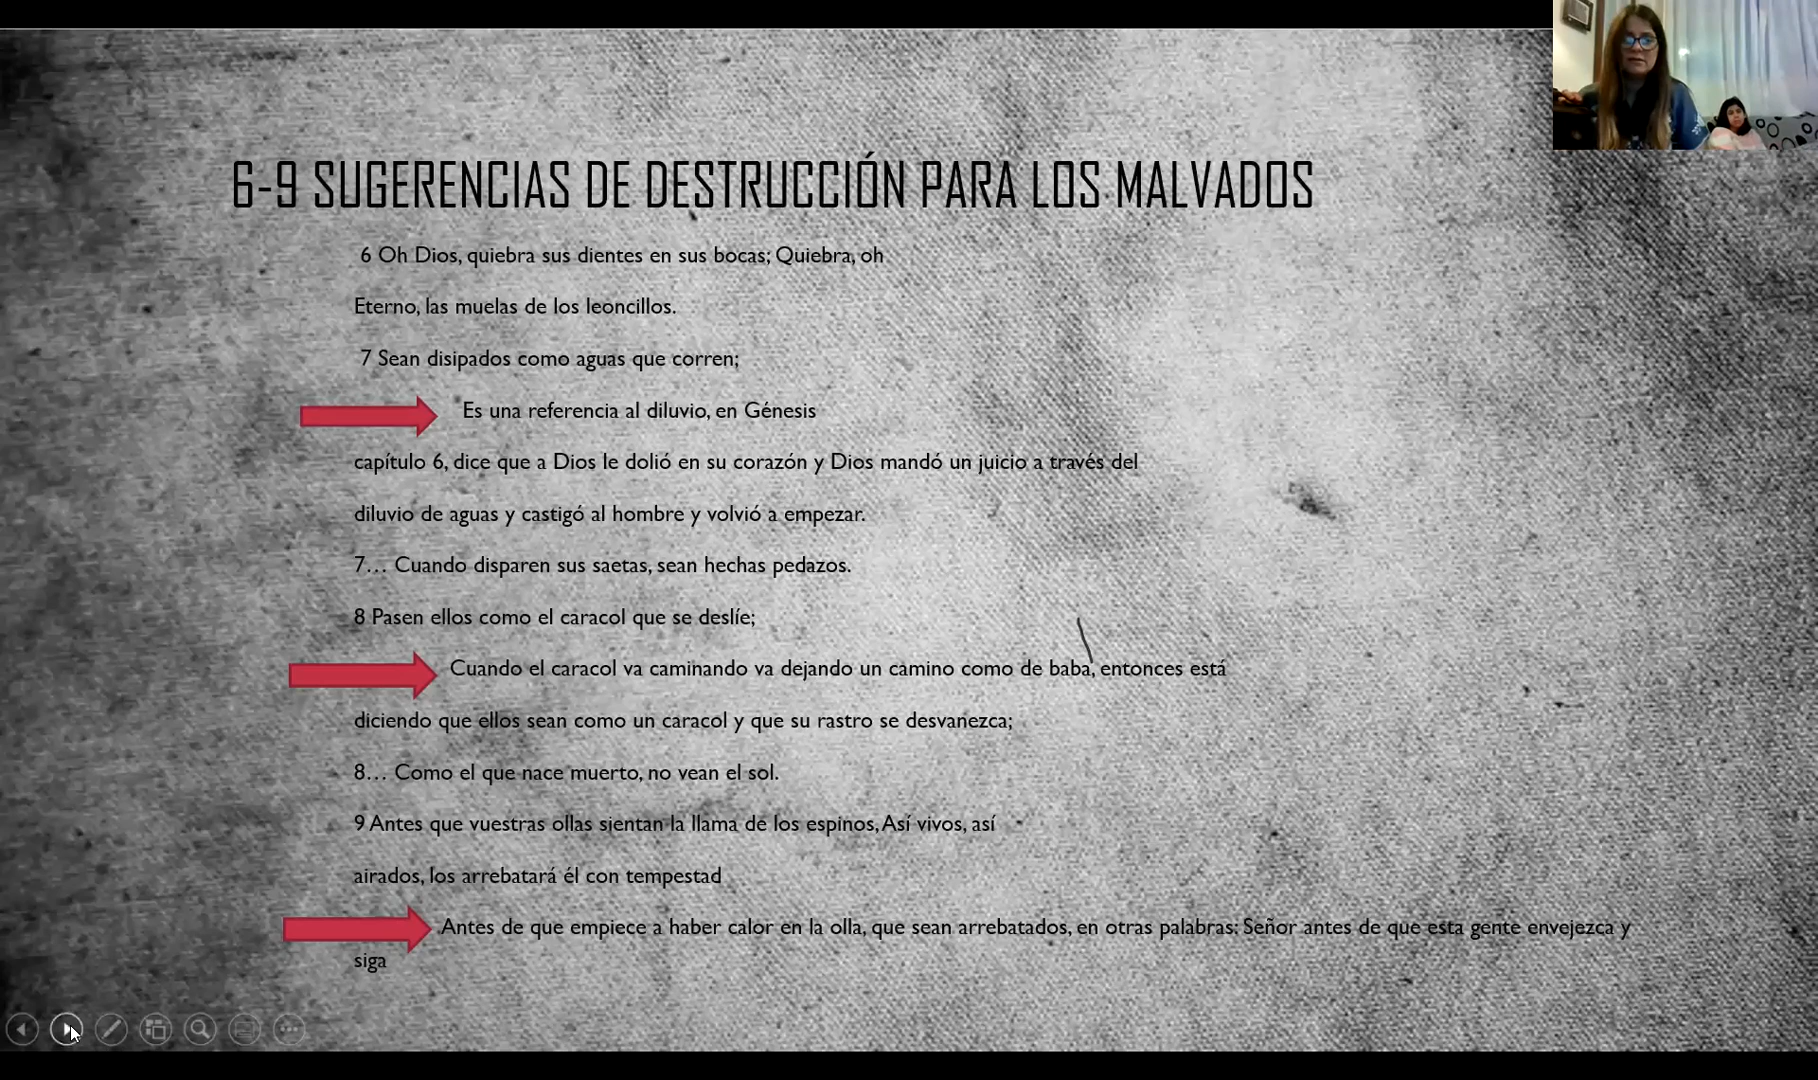 6-9 SUGERENCIAS DE DESTRUCCIÓN PARA LOS MALVADOS
6 Oh Dios, quiebra sus dientes en sus bocas; Quiebra, oh
Eterno, las muelas de los leoncillos.
7 Sean disipados como aguas que corren;
Es una referencia al diluvio, en Génesis
capítulo 6, dice que a Dios le dolió en su corazón y Dios mandó un juicio a través del
diluvio de aguas y castigó al hombre y volvió a empezar.
7… Cuando disparen sus saetas, sean hechas pedazos.
8 Pasen ellos como el caracol que se deslíe;
Cuando el caracol va caminando va dejando un camino como de baba, entonces está
diciendo que ellos sean como un caracol y que su rastro se desvanezca;
8… Como el que nace muerto, no vean el sol.
9 Antes que vuestras ollas sientan la llama de los espinos, Así vivos, así
airados, los arrebatará él con tempestad
Antes de que empiece a haber calor en la olla, que sean arrebatados, en otras palabras: Señor antes de que esta gente envejezca y
siga